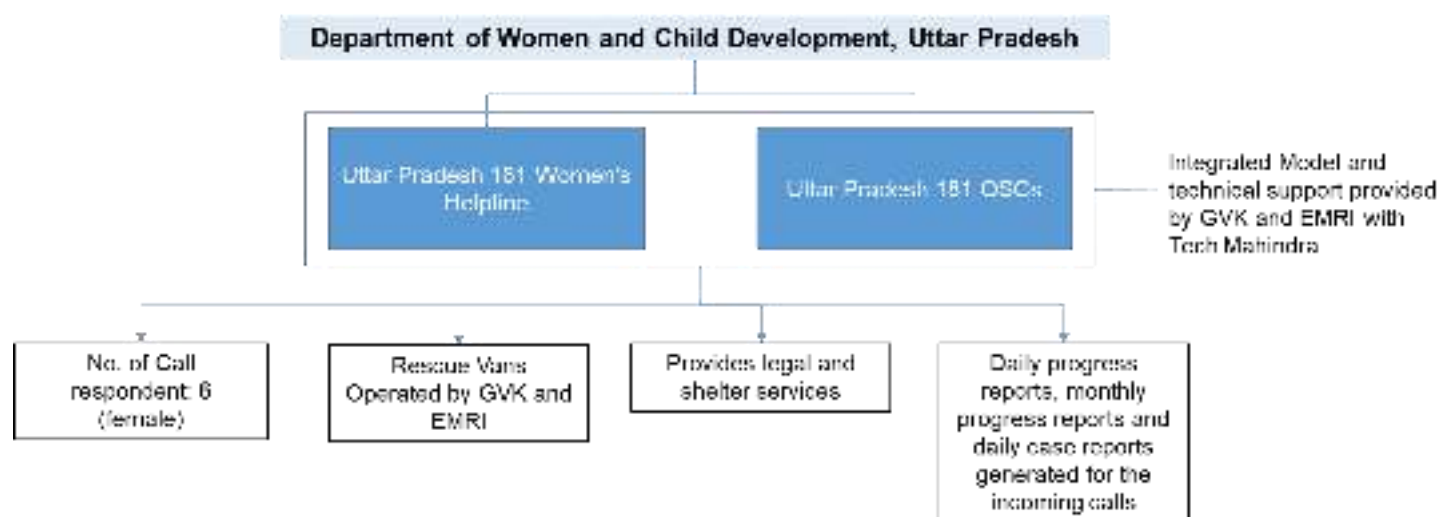 Department of Women and Child Development, Uttar Pradesh
Uttar Pradesh 181 Women's
Helpline
Uttar Pradesh 181 OSCs
Integrated Model and
technical support provided
by GVK and EMRI with
Tech Mahindra
No. of Call
respondent: 6
(female)
Rescue Vans
Operated by GVK and
EMRI
Provides legal and
shelter services
Daily progress
reports, monthly
progress reports and
daily case reports
generated for the
incoming calls